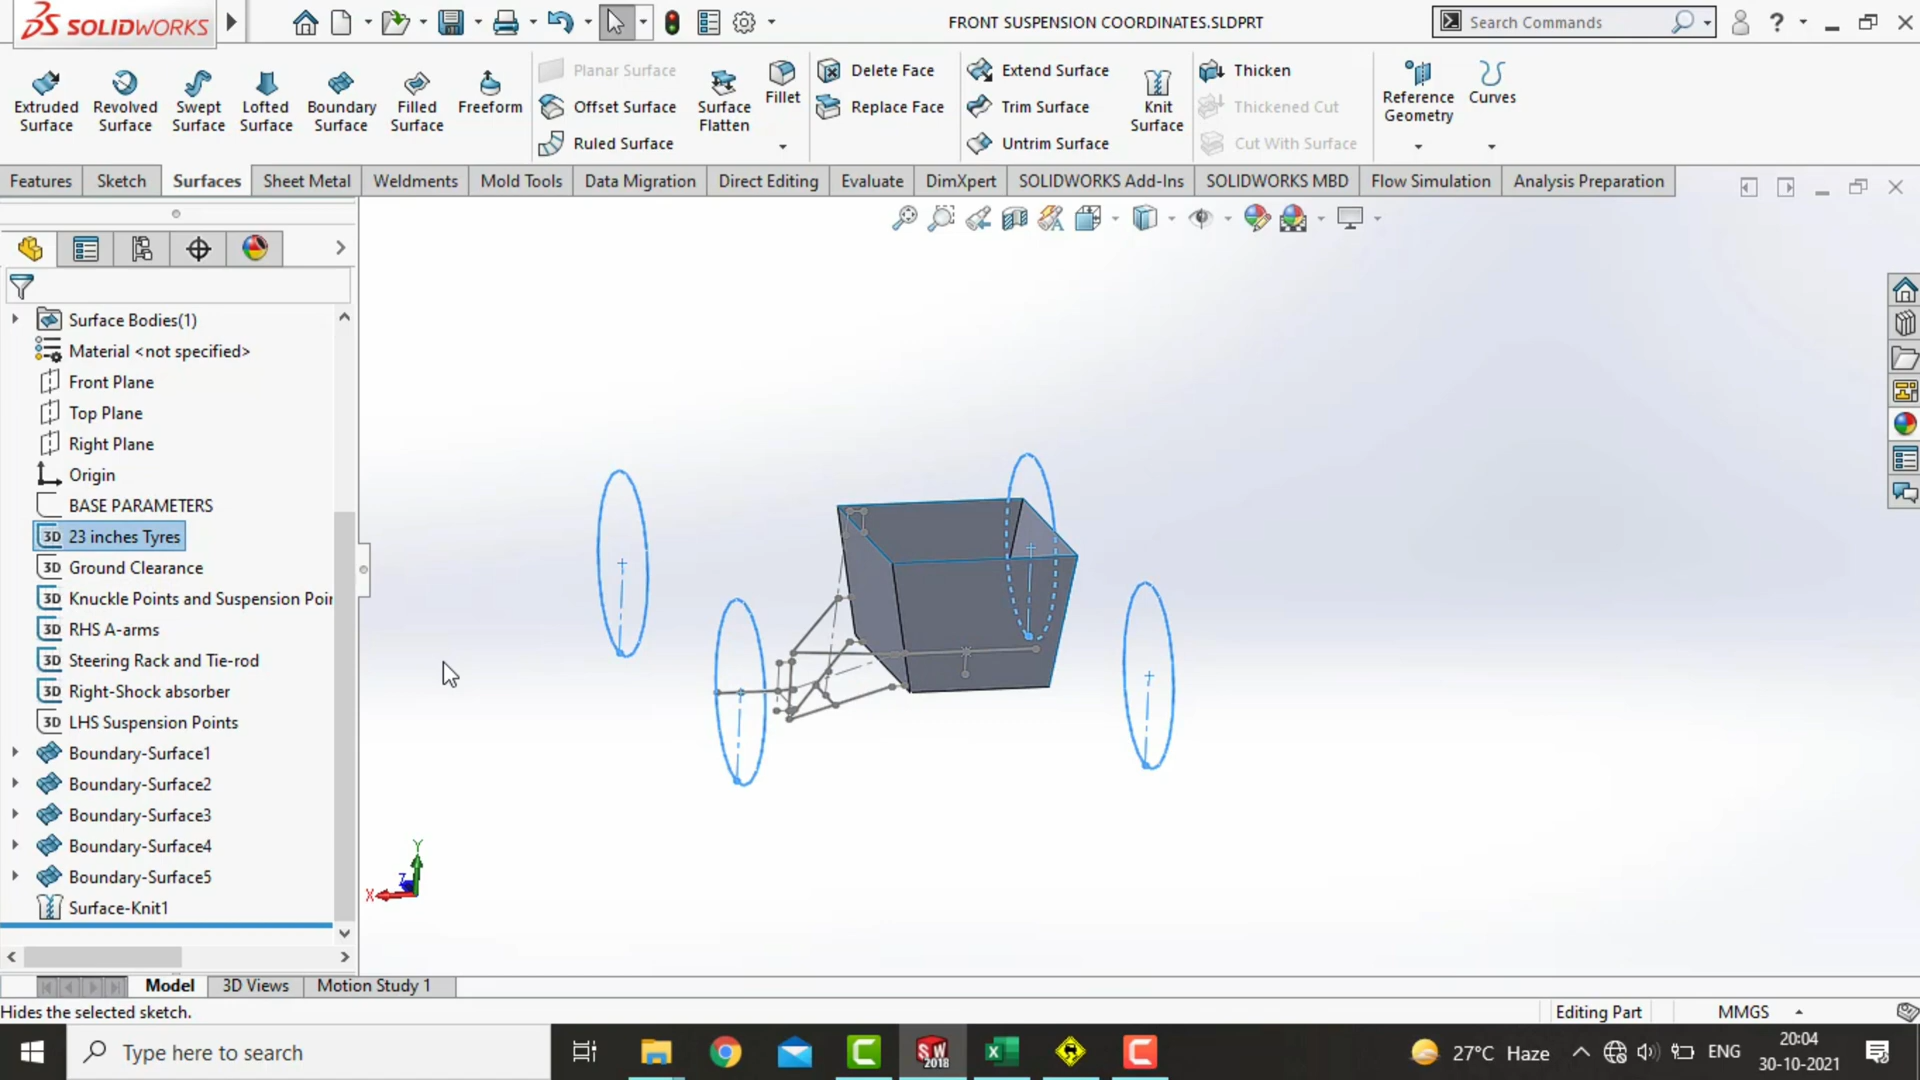 SOLIDWORKS
FRONT SUSPENSION COORDINATES.SLDPRT
Search Commands
?
Extruded Surface
Revolved Surface
Swept Surface
Lofted Surface
Boundary Surface
Filled Surface
Freeform
Planar Surface
Offset Surface
Ruled Surface
Surface Flatten
Fillet
Delete Face
Replace Face
Extend Surface
Trim Surface
Untrim Surface
Knit Surface
Thicken
Thickened Cut
Cut With Surface
Reference Geometry
Curves
Features
Sketch
Surfaces
Sheet Metal
Weldments
Mold Tools
Data Migration
Direct Editing
Evaluate
DimXpert
SOLIDWORKS Add-Ins
SOLIDWORKS MBD
Flow Simulation
Analysis Preparation
Surface Bodies(1)
Material <not specified>
Front Plane
Top Plane
Right Plane
Origin
BASE PARAMETERS
3D 23 inches Tyres
3D Ground Clearance
3D Knuckle Points and Suspension Poir
3D RHS A-arms
3D Steering Rack and Tie-rod
3D Right-Shock absorber
3D LHS Suspension Points
Boundary-Surface1
Boundary-Surface2
Boundary-Surface3
Boundary-Surface4
Boundary-Surface5
Surface-Knit1
Y
Z
X
Model
3D Views
Motion Study 1
Hides the selected sketch.
Editing Part
MMGS
Type here to search
SW 2018
27°C Haze
ENG
20:04
30-10-2021